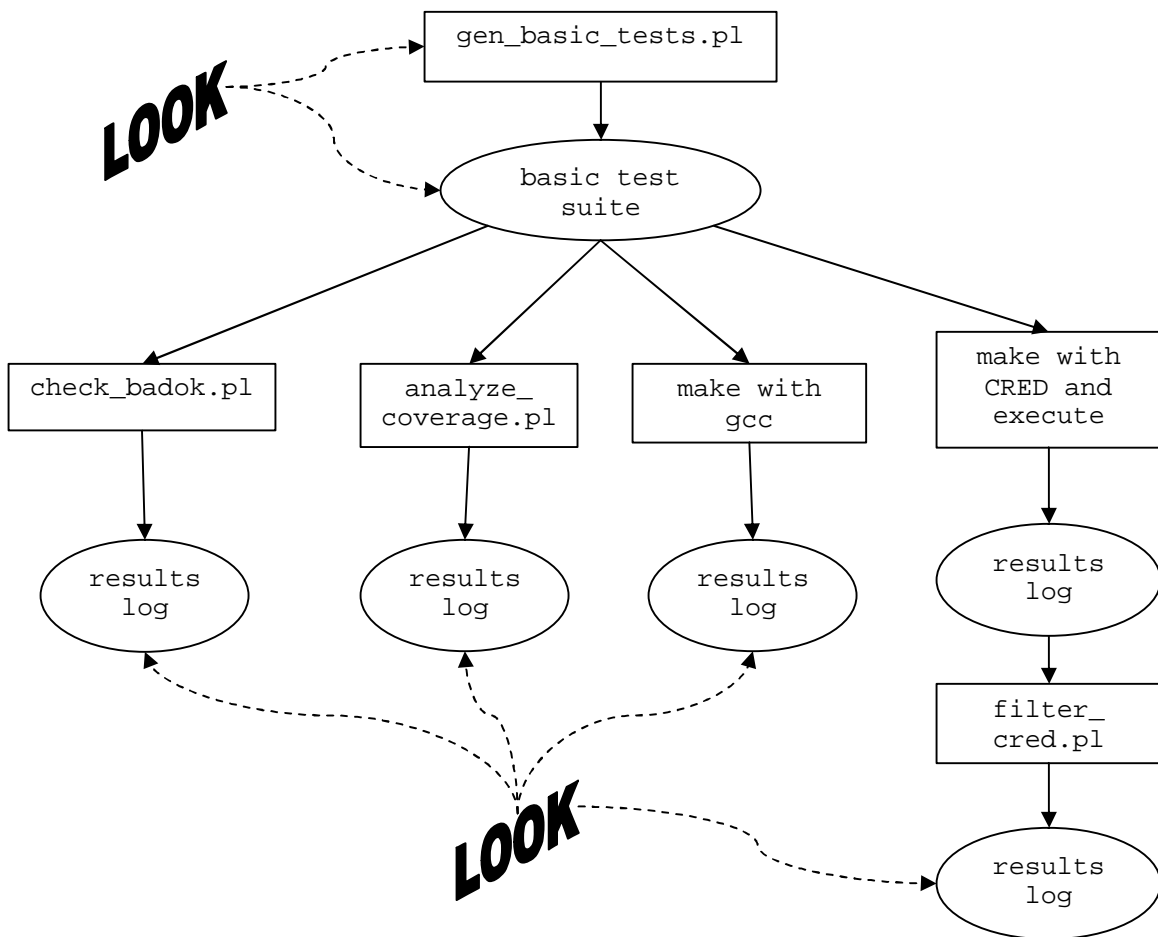 gen_basic_tests.pl
LOOK
basic test
suite
check_badok.pl
analyze_
coverage.pl
make with
gcc
make with
CRED and
execute
results
log
results
log
results
log
results
log
filter_
cred.pl
LOOK
results
log